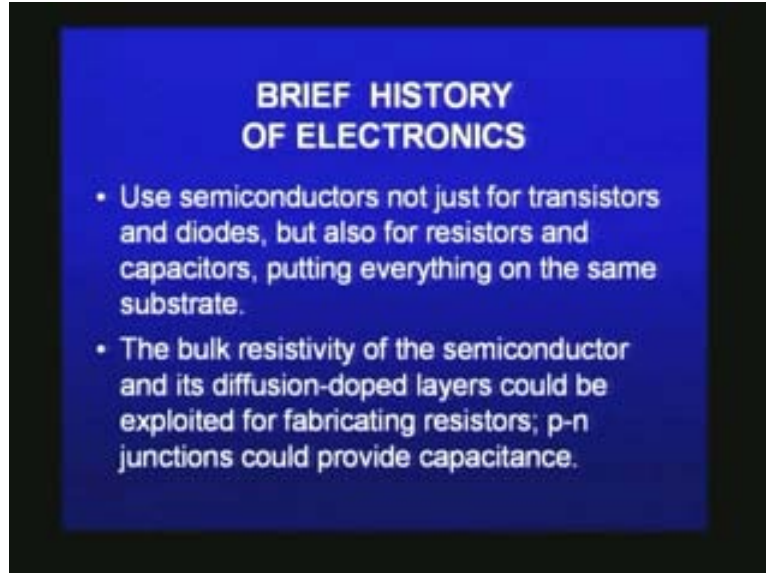 BRIEF HISTORY
OF ELECTRONICS
• Use semiconductors not just for transistors
and diodes, but also for resistors and
capacitors, putting everything on the same
substrate.
• The bulk resistivity of the semiconductor
and its diffusion-doped layers could be
exploited for fabricating resistors; p-n
junctions could provide capacitance.